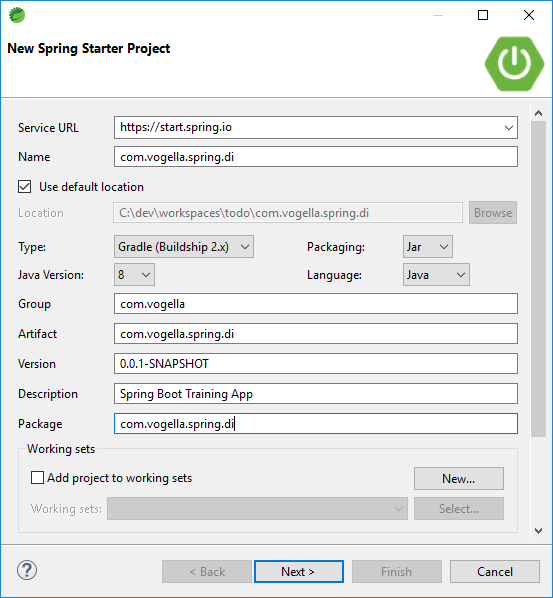 New Spring Starter Project
Service URL https://start.spring.io
Name com.vogella.spring.di
Use default location
Location C:\dev\workspaces\todo\com.vogella.spring.di Browse
Type: Gradle (Buildship 2.x) Packaging: Jar
Java Version: 8 Language: Java
Group com.vogella
Artifact com.vogella.spring.di
Version 0.0.1-SNAPSHOT
Description Spring Boot Training App
Package com.vogella.spring.di
Working sets
Add project to working sets New...
Working sets: Select...
? < Back Next > Finish Cancel